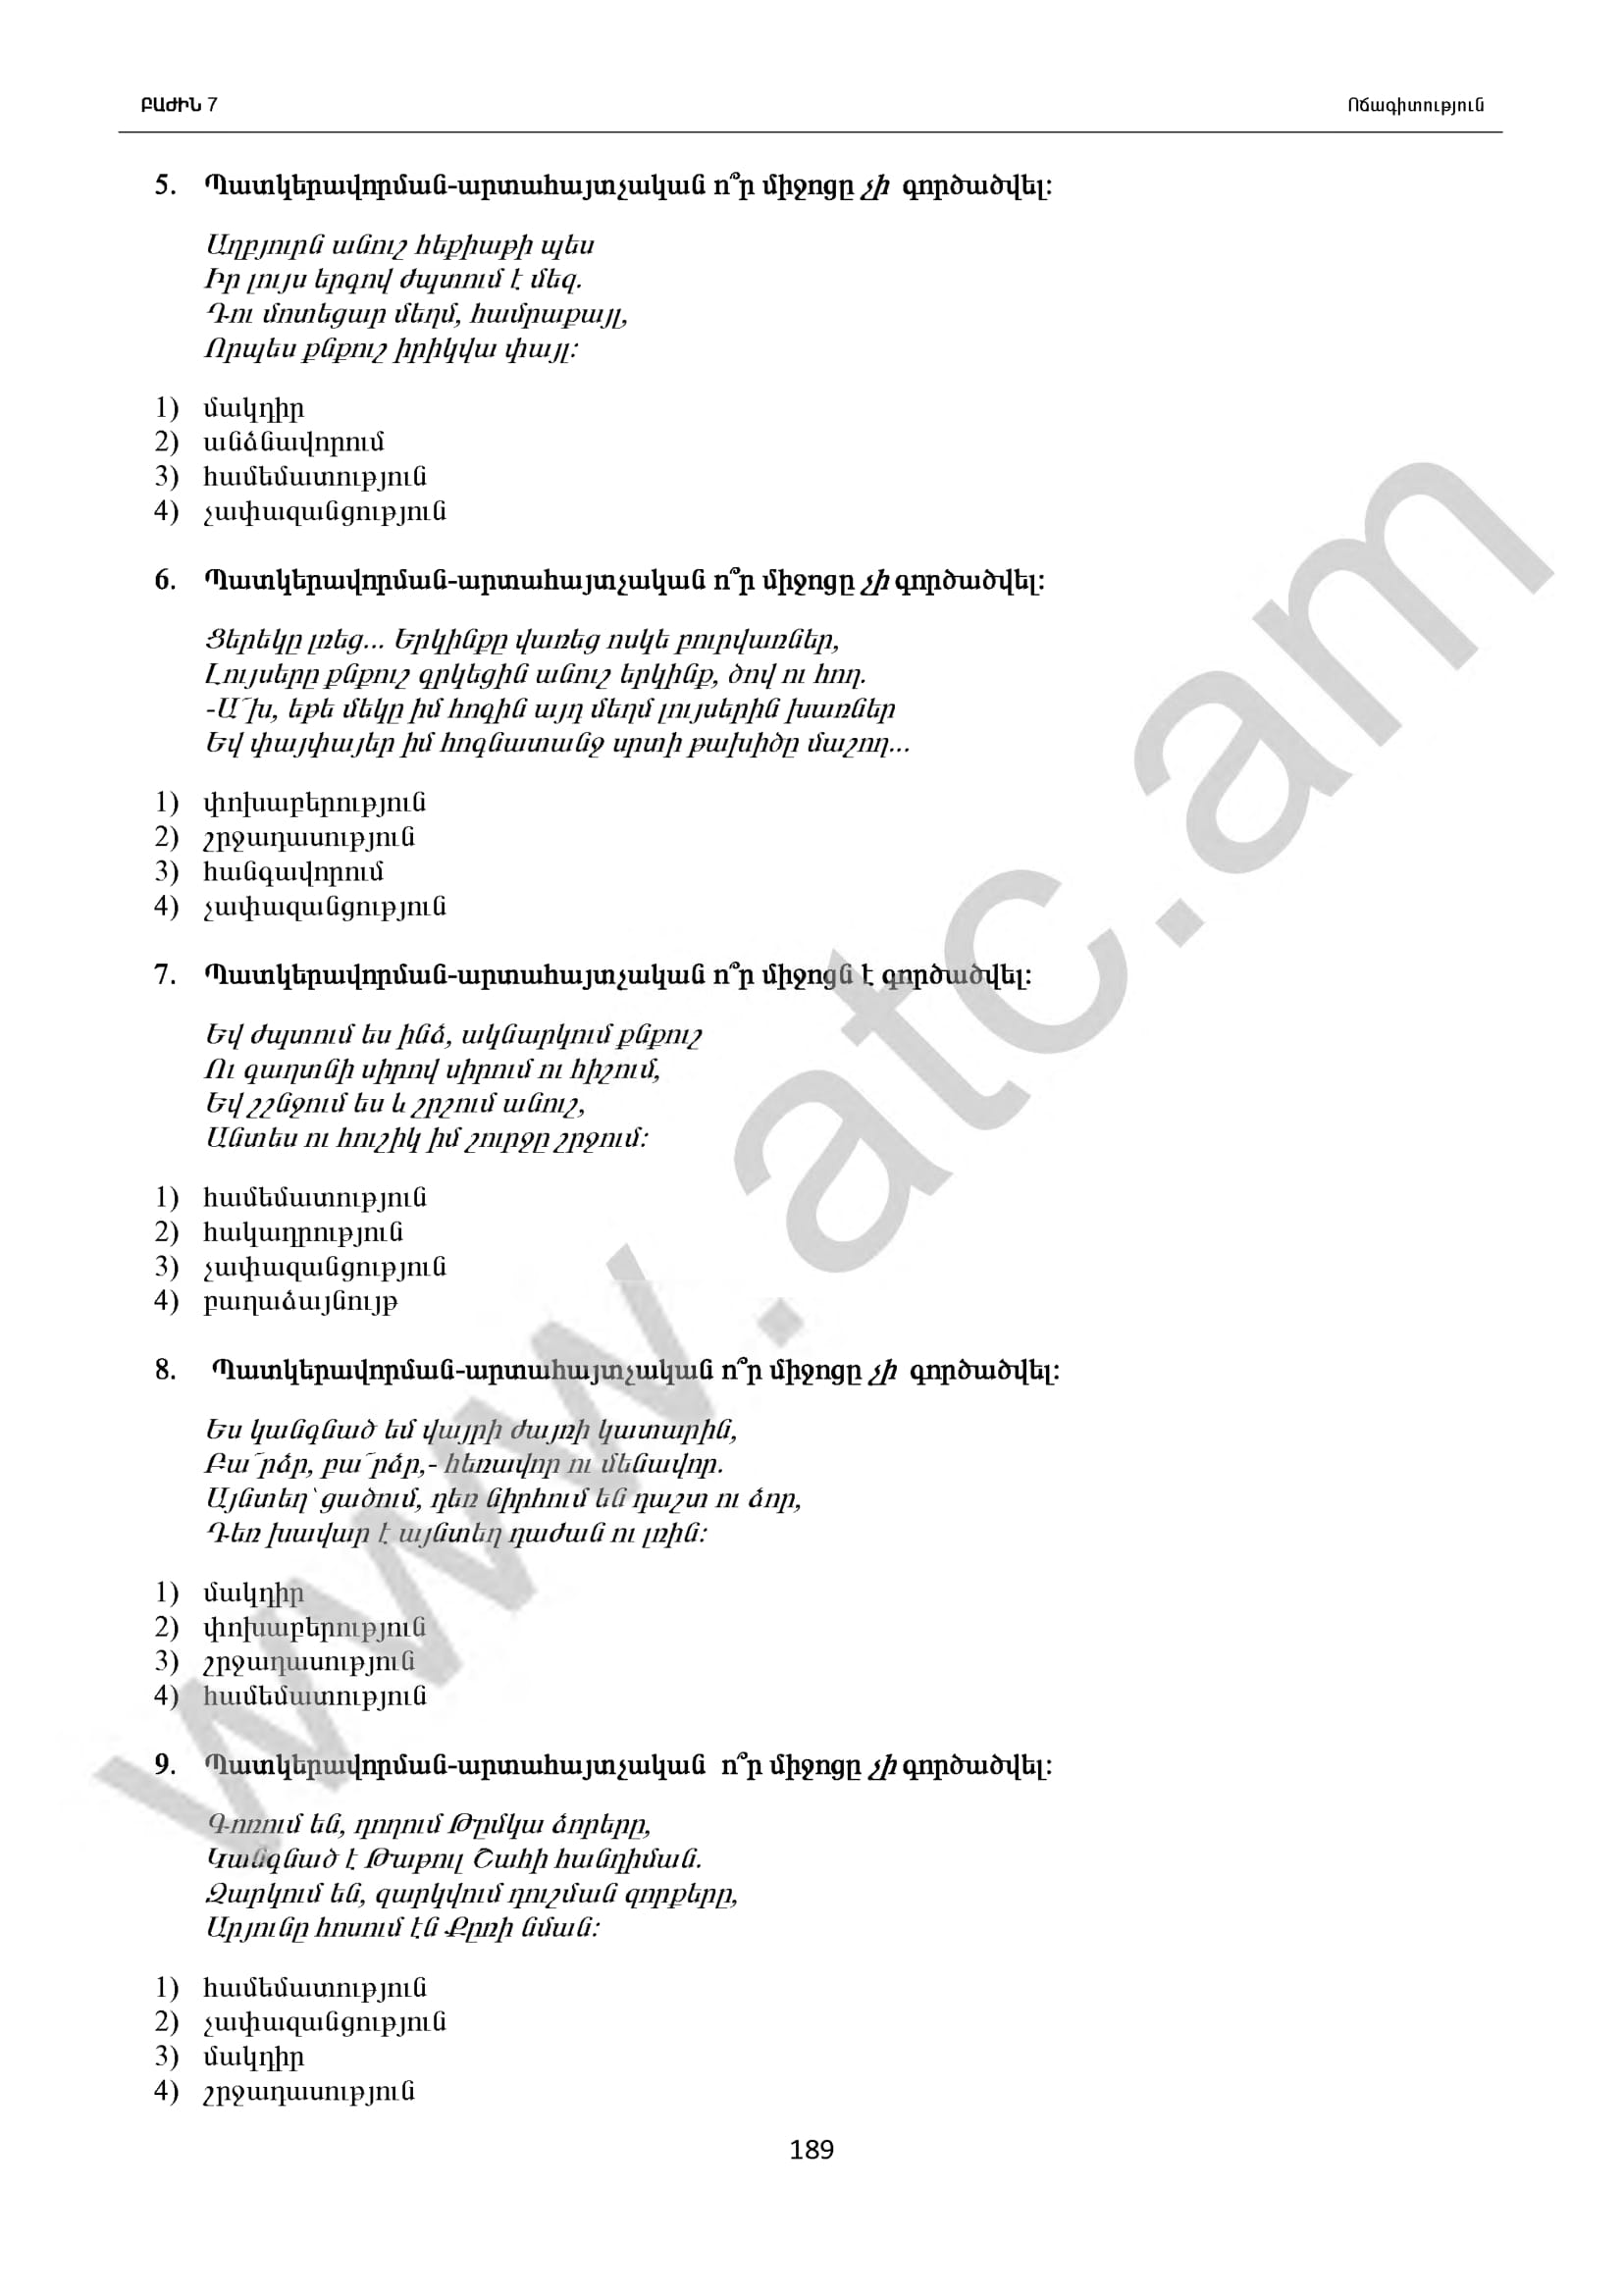 ԲԱԺԻՆ 7 Ոճագիտություն
5. Պատկերավորման-արտահայտչական ո՞ր միջոցը չի գործածվել:
Աղբյուրն անուշ հեքիաթի պես
Իր լույս երգով ժպտում է մեզ.
Դու մոտեցար մեղմ, համրաքայլ,
Որպես քնքուշ իրիկվա փայլ:
1) մակդիր
2) անձնավորում
3) համեմատություն
4) չափազանցություն
6. Պատկերավորման-արտահայտչական ո՞ր միջոցը չի գործածվել:
Ցերեկը լռեց... Երկինքը վառեց ոսկե բուրվառներ,
Լույսերը քնքուշ գրկեցին անուշ երկինք, ծով ու հող.
-Ա՜խ, եթե մեկը իմ հոգին այդ մեղմ լույսերին խառներ
Եվ փայփայեր իմ հոգնատանջ սրտի թախիծը մաշող...
1) փոխաբերություն
2) շրջադասություն
3) հանգավորում
4) չափազանցություն
7. Պատկերավորման-արտահայտչական ո՞ր միջոցն է գործածվել:
Եվ ժպտում ես ինձ, ակնարկում քնքուշ
Ու գաղտնի սիրով սիրում ու հիշում,
Եվ շշնջում ես և շրշում անուշ,
Անտես ու հուշիկ իմ շուրջը շրջում:
1) համեմատություն
2) հակադրություն
3) չափազանցություն
4) բաղաձայնույթ
8. Պատկերավորման-արտահայտչական ո՞ր միջոցը չի գործածվել:
Ես կանգնած եմ վայրի ժայռի կատարին,
Բա՜րձր, բա՜րձր,- հեռավոր ու մենավոր.
Այնտեղ՝ ցածում, դեռ նիրհում են դաշտ ու ձոր,
Դեռ խավար է այնտեղ դաժան ու լռին:
1) մակդիր
2) փոխաբերություն
3) շրջադասություն
4) համեմատություն
9. Պատկերավորման-արտահայտչական ո՞ր միջոցը չի գործածվել:
Գոռում են, դողում Թըմկա ձորերը,
Կանգնած է Թաթուլ Շահի հանդիման.
Զարկում են, զարկվում դուշման զորքերը,
Արյունը հոսում էն Քըռի նման:
1) համեմատություն
2) չափազանցություն
3) մակդիր
4) շրջադասություն
189
www.atc.am